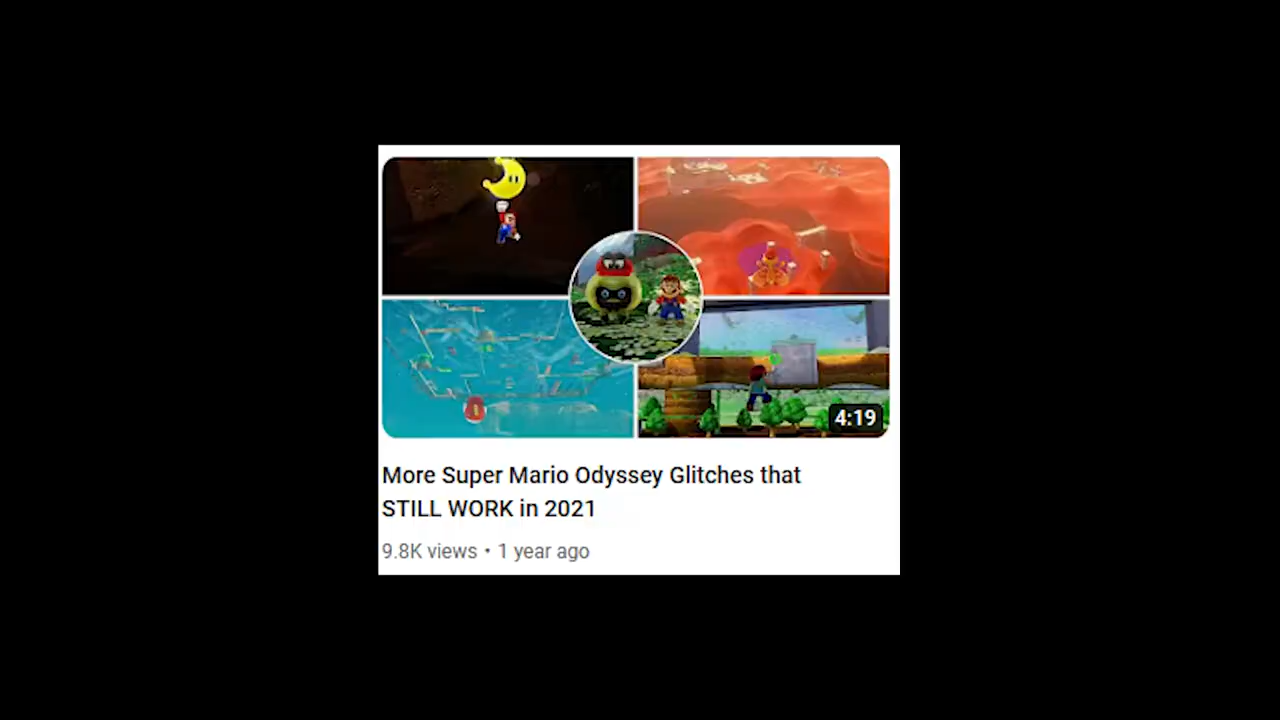 4:19
More Super Mario Odyssey Glitches that
STILL WORK in 2021
9.8K views • 1 year ago